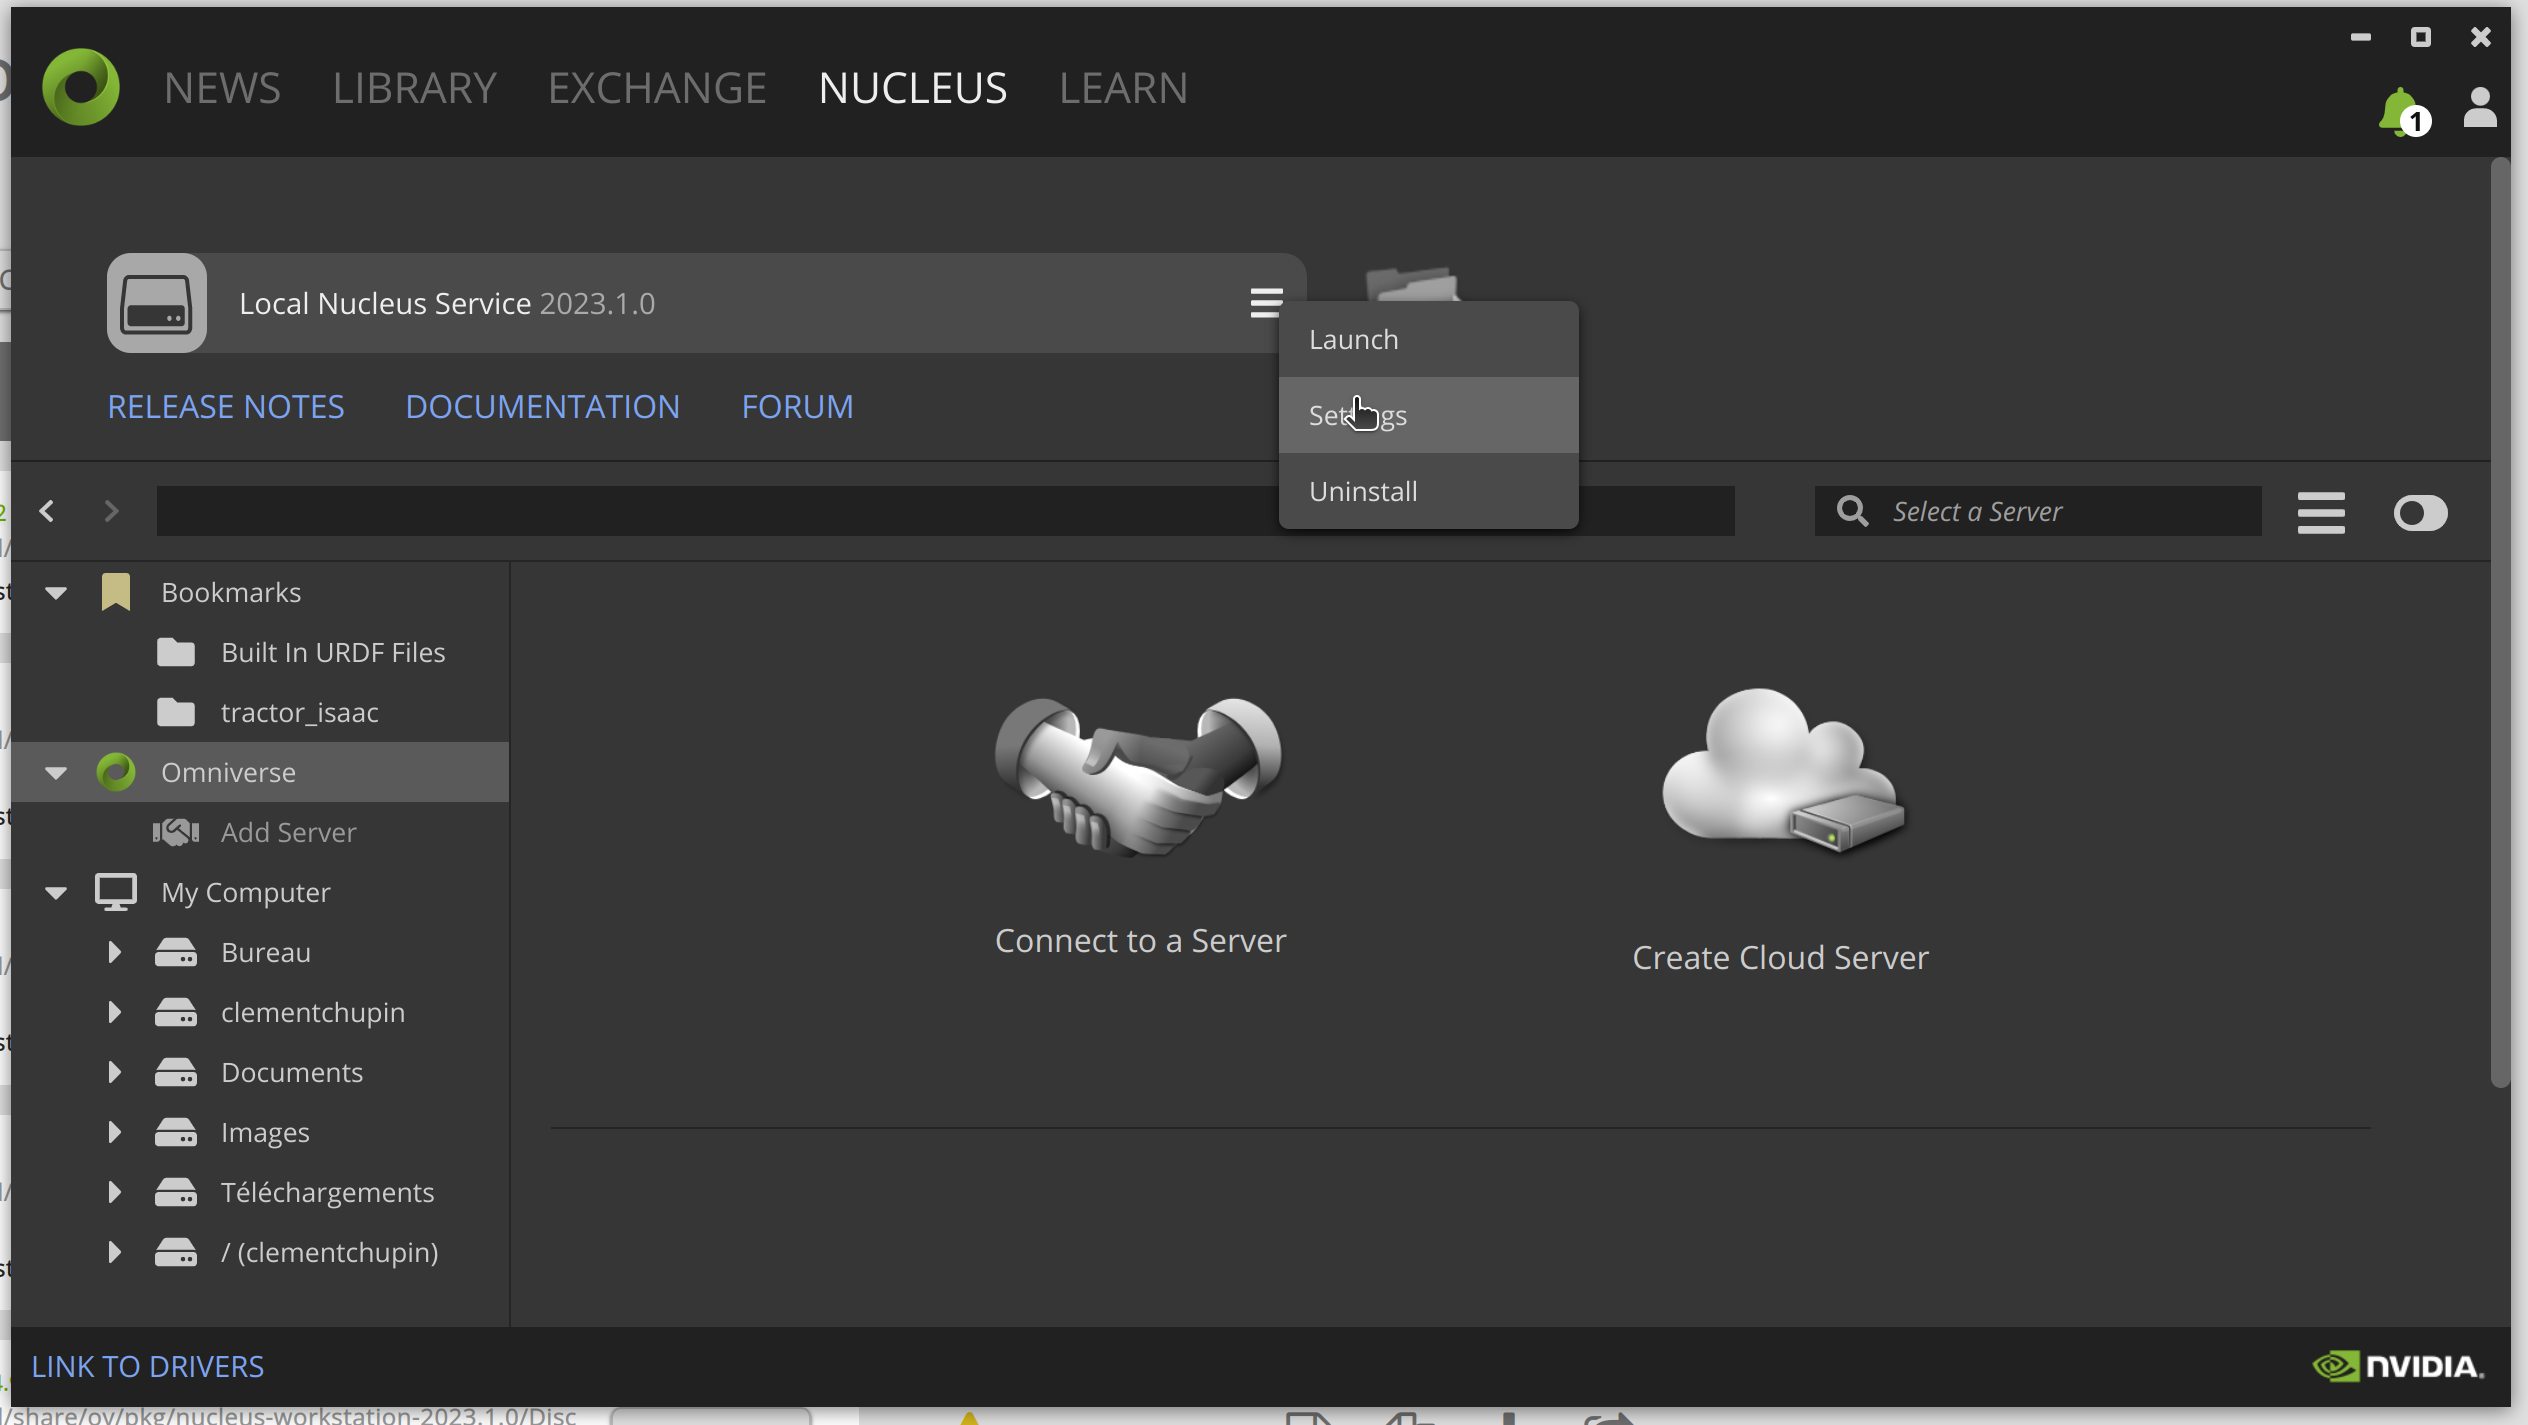 NEWS LIBRARY EXCHANGE NUCLEUS LEARN
1
Local Nucleus Service 2023.1.0
Launch
RELEASE NOTES DOCUMENTATION FORUM
Uninstall
Select a Server
Bookmarks
Built In URDF Files
tractor_isaac
Omniverse
Add Server
My Computer
Bureau
clementchupin
Documents
Images
Téléchargements
/ (clementchupin)
Connect to a Server
Create Cloud Server
LINK TO DRIVERS
NVIDIA.
/share/ov/pkg/nucleus-workstation-2023.1.0/Disc